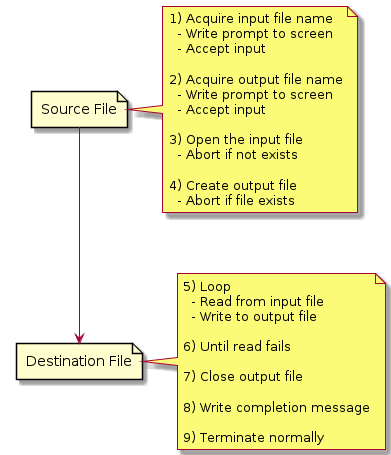 1) Acquire input file name
- Write prompt to screen
- Accept input
2) Acquire output file name
- Write prompt to screen
- Accept input
3) Open the input file
- Abort if not exists
4) Create output file
- Abort if file exists
Source File
5) Loop
- Read from input file
- Write to output file
6) Until read fails
7) Close output file
8) Write completion message
9) Terminate normally
Destination File